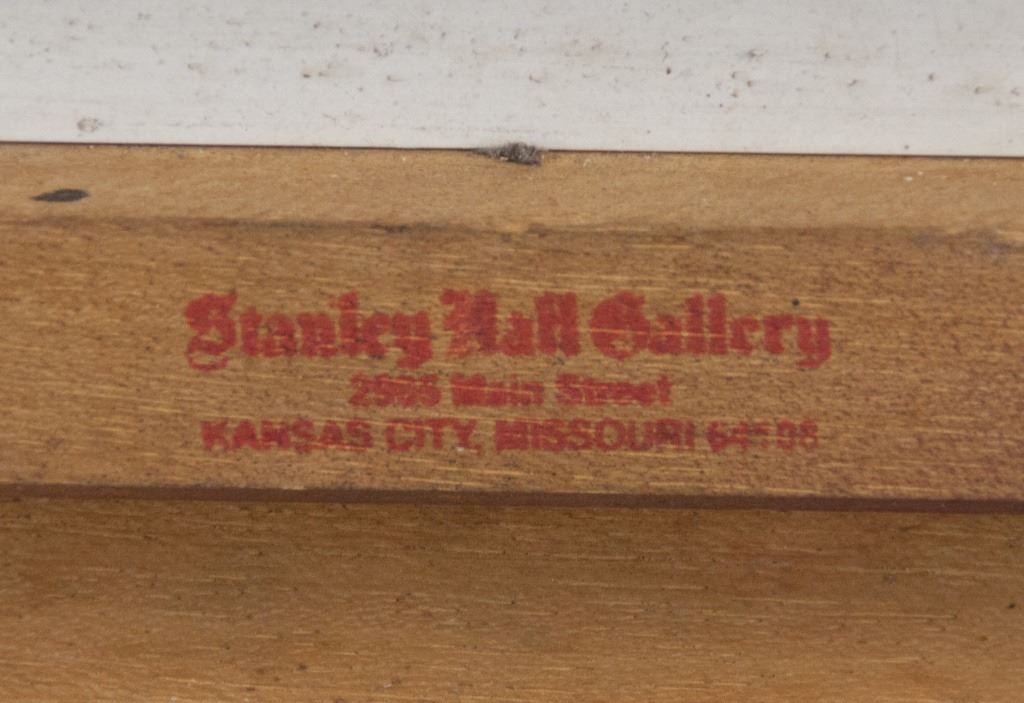 Stanley Hall Gallery
Main Street
KANSAS CITY, MISSOURI